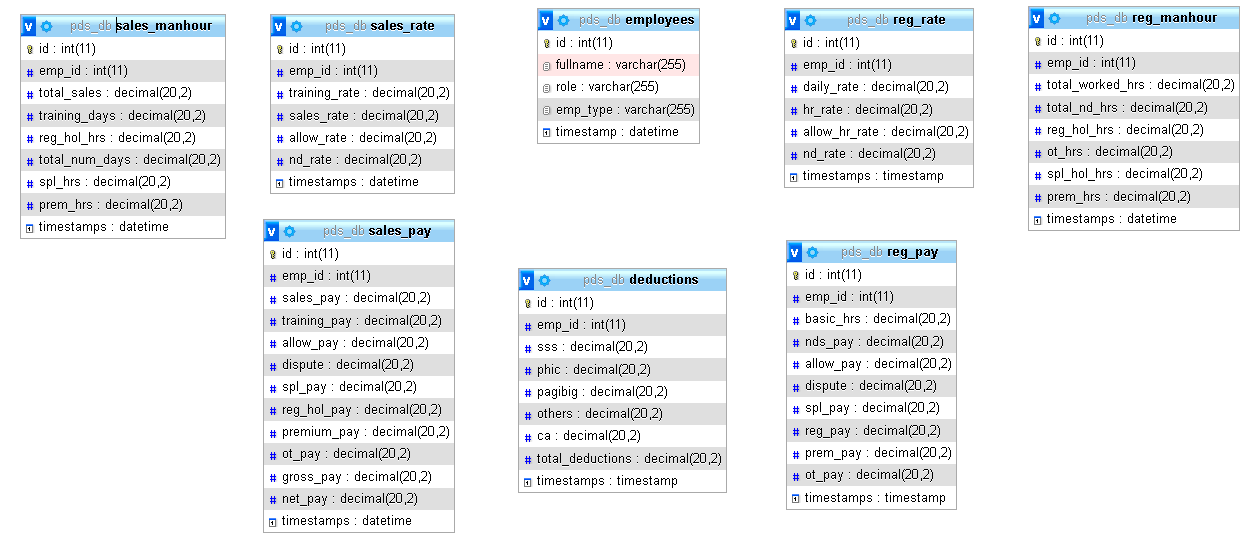 pds_db sales_manhour
id : int(11)
emp_id : int(11)
total_sales : decimal(20,2)
training_days : decimal(20,2)
reg_hol_hrs : decimal(20,2)
total_num_days : decimal(20,2)
spl_hrs : decimal(20,2)
prem_hrs : decimal(20,2)
timestamps : datetime
pds_db sales_rate
id : int(11)
emp_id : int(11)
training_rate : decimal(20,2)
sales_rate : decimal(20,2)
allow_rate : decimal(20,2)
nd_rate : decimal(20,2)
timestamps : datetime
pds_db employees
id : int(11)
fullname : varchar(255)
role : varchar(255)
emp_type : varchar(255)
timestamp : datetime
pds_db reg_rate
id : int(11)
emp_id : int(11)
daily_rate : decimal(20,2)
hr_rate : decimal(20,2)
allow_hr_rate : decimal(20,2)
nd_rate : decimal(20,2)
timestamps : timestamp
pds_db reg_manhour
id : int(11)
emp_id : int(11)
total_worked_hrs : decimal(20,2)
total_nd_hrs : decimal(20,2)
reg_hol_hrs : decimal(20,2)
ot_hrs : decimal(20,2)
spl_hol_hrs : decimal(20,2)
prem_hrs : decimal(20,2)
timestamps : datetime
pds_db sales_pay
id : int(11)
emp_id : int(11)
sales_pay : decimal(20,2)
training_pay : decimal(20,2)
allow_pay : decimal(20,2)
dispute : decimal(20,2)
spl_pay : decimal(20,2)
reg_hol_pay : decimal(20,2)
premium_pay : decimal(20,2)
ot_pay : decimal(20,2)
gross_pay : decimal(20,2)
net_pay : decimal(20,2)
timestamps : datetime
pds_db deductions
id : int(11)
emp_id : int(11)
sss : decimal(20,2)
phic : decimal(20,2)
pagibig : decimal(20,2)
others : decimal(20,2)
ca : decimal(20,2)
total_deductions : decimal(20,2)
timestamps : timestamp
pds_db reg_pay
id : int(11)
emp_id : int(11)
basic_hrs : decimal(20,2)
nds_pay : decimal(20,2)
allow_pay : decimal(20,2)
dispute : decimal(20,2)
spl_pay : decimal(20,2)
reg_pay : decimal(20,2)
prem_pay : decimal(20,2)
ot_pay : decimal(20,2)
timestamps : timestamp